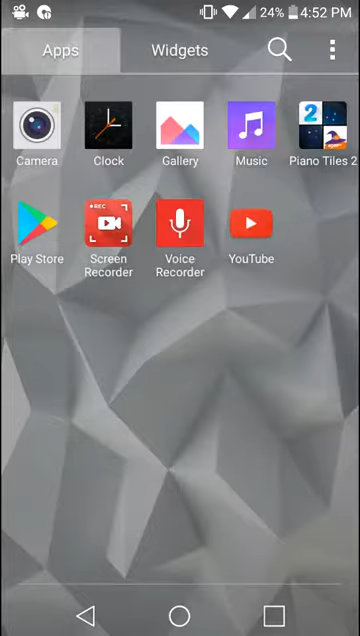 24% 4:52 PM
Apps Widgets
Camera Clock Gallery Music Piano Tiles 2
REC
Play Store Screen Recorder Voice Recorder YouTube